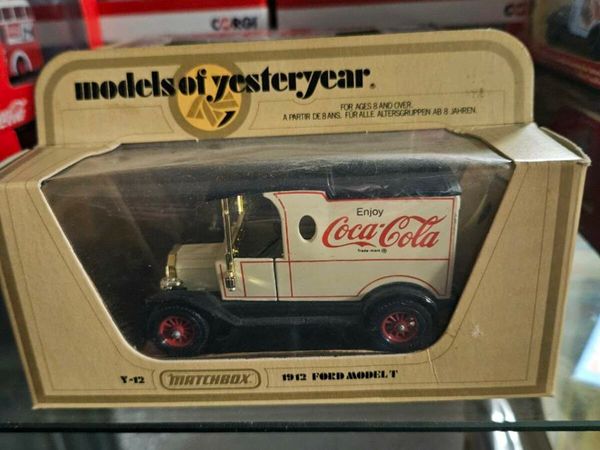 CORGI
models of yesteryear®
FOR AGES 8 AND OVER.
A PARTIR DE 8 ANS. FÜR ALLE ALTERSGRUPPEN AB 8 JAHREN.
Enjoy
Coca-Cola
Trade-mark ®
Y-12 MATCHBOX 1912 FORD MODEL T